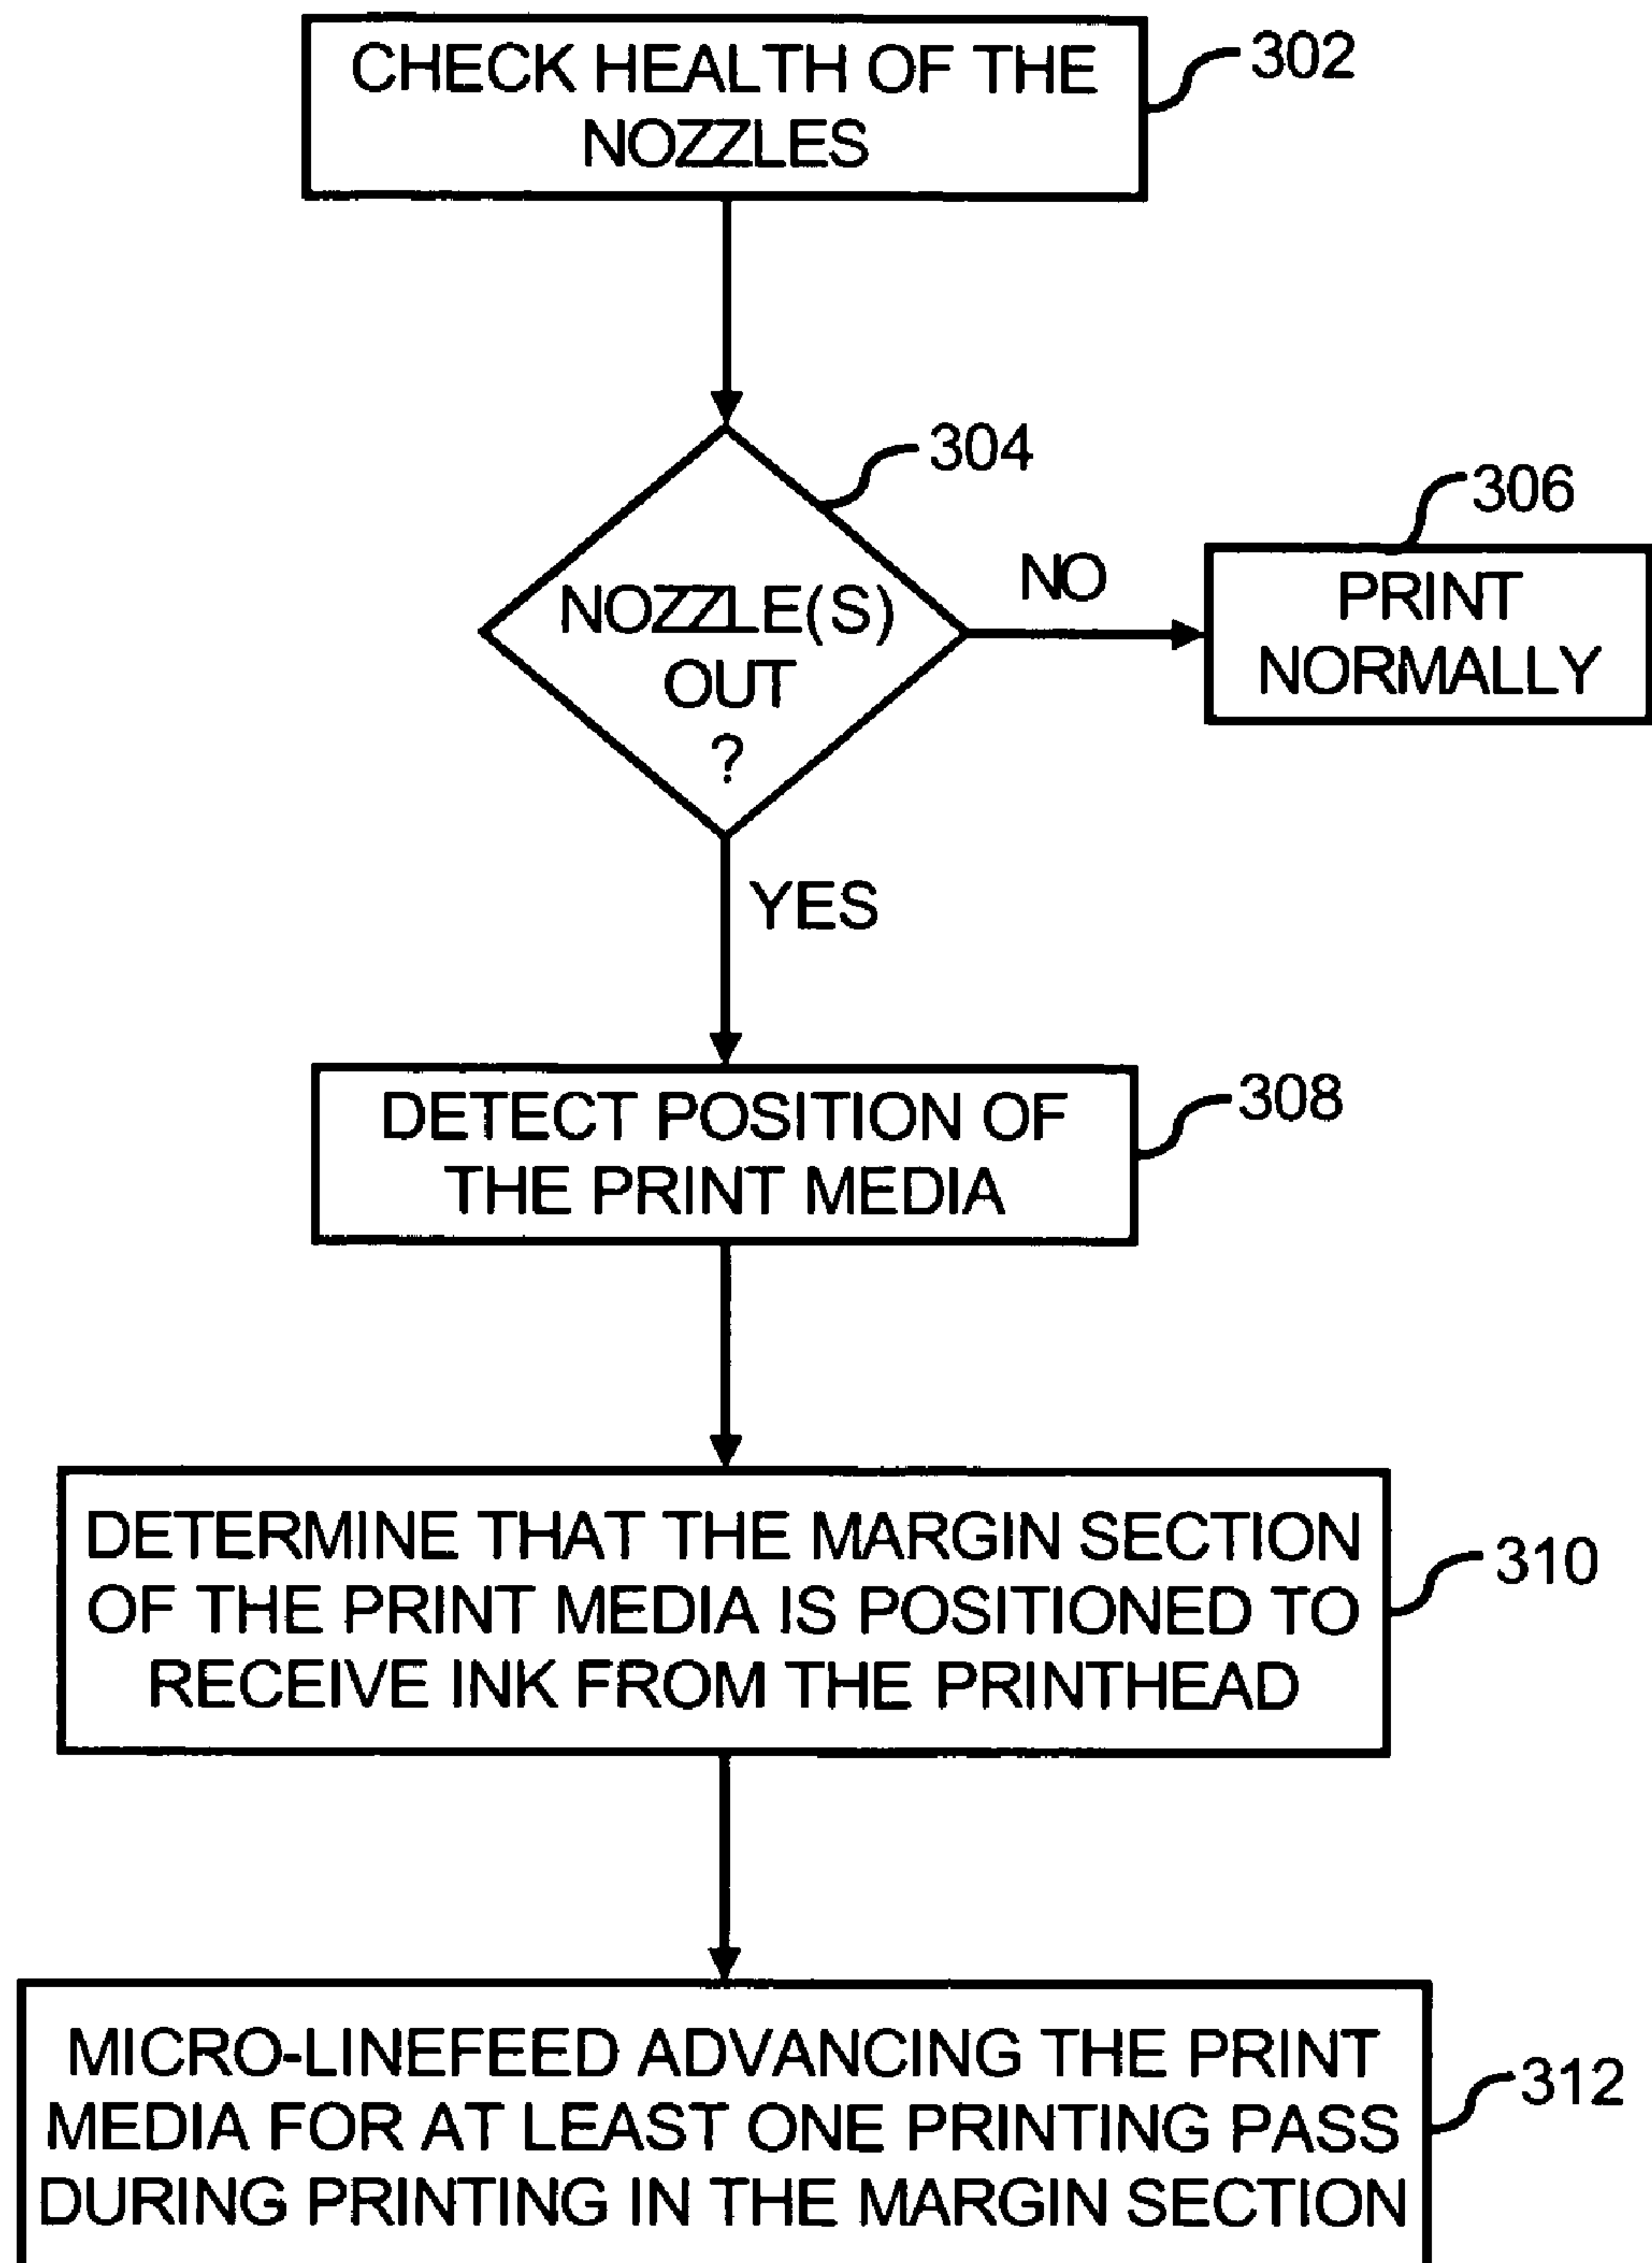 CHECK HEALTH OF THE
NOZZLES
302
304
NOZZLE(S)
OUT
?
NO
306
PRINT
NORMALLY
YES
DETECT POSITION OF
THE PRINT MEDIA
308
DETERMINE THAT THE MARGIN SECTION
OF THE PRINT MEDIA IS POSITIONED TO
RECEIVE INK FROM THE PRINTHEAD
310
MICRO-LINEFEED ADVANCING THE PRINT
MEDIA FOR AT LEAST ONE PRINTING PASS
DURING PRINTING IN THE MARGIN SECTION
312